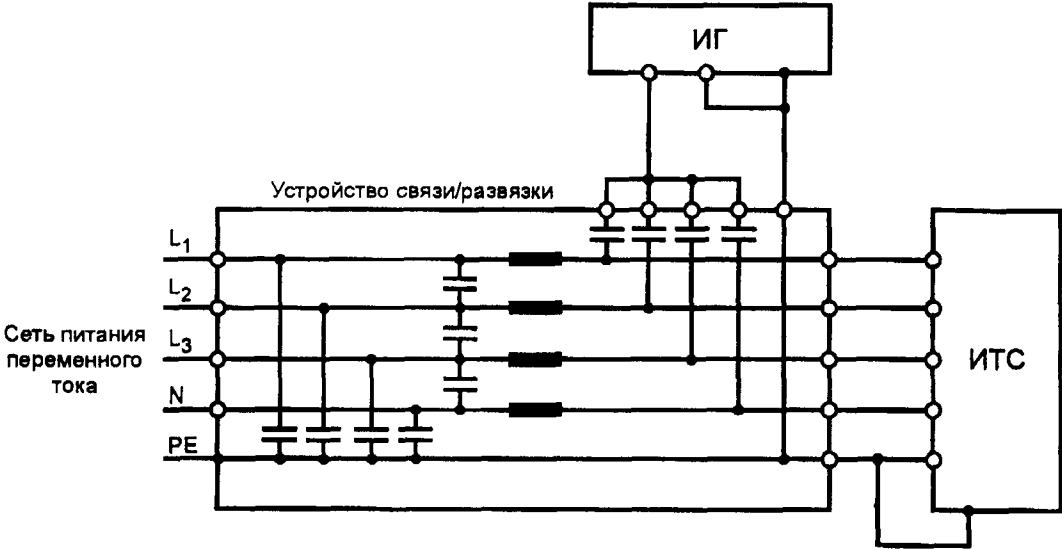 ИГ
Устройство связи/развязки
L1
L2
Сеть питания
переменного
тока
L3
N
PE
ИТС